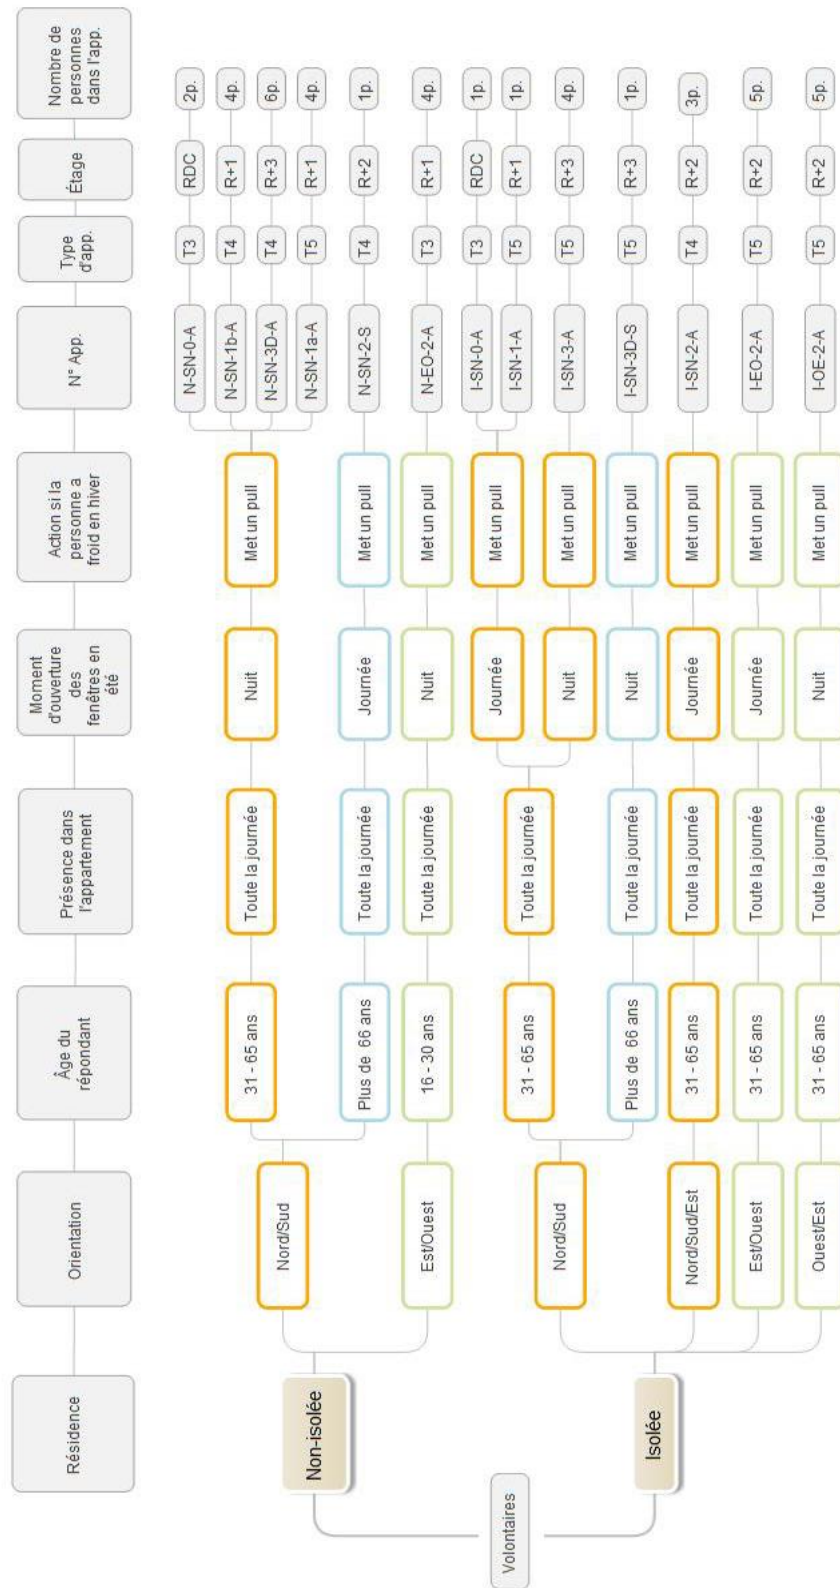 Résidence
Orientation
Âge du
répondant
Présence dans
l'appartement
Moment
d'ouverture
des
fenêtres en
été
Action si la
personne a
froid en hiver
N° App.
Type
d'app.
Étage
Nombre de
personnes
dans l'app.
Volontaires
Non-isolée
Nord/Sud
31 - 65 ans
Toute la journée
Nuit
Met un pull
N-SN-0-A
T3
RDC
2p.
N-SN-1b-A
T4
R+1
4p.
N-SN-3D-A
T4
R+3
6p.
N-SN-1a-A
T5
R+1
4p.
Plus de 66 ans
Toute la journée
Journée
Met un pull
N-SN-2-S
T4
R+2
1p.
Est/Ouest
16 - 30 ans
Toute la journée
Nuit
Met un pull
N-EO-2-A
T3
R+1
4p.
Isolée
Nord/Sud
31 - 65 ans
Toute la journée
Journée
Met un pull
I-SN-0-A
T3
RDC
1p.
I-SN-1-A
T5
R+1
1p.
Nuit
Met un pull
I-SN-3-A
T5
R+3
4p.
Plus de 66 ans
Toute la journée
Nuit
Met un pull
I-SN-3D-S
T5
R+3
1p.
Nord/Sud/Est
31 - 65 ans
Toute la journée
Journée
Met un pull
I-SN-2-A
T4
R+2
3p.
Est/Ouest
31 - 65 ans
Toute la journée
Journée
Met un pull
I-EO-2-A
T5
R+2
5p.
Ouest/Est
31 - 65 ans
Toute la journée
Nuit
Met un pull
I-OE-2-A
T5
R+2
5p.